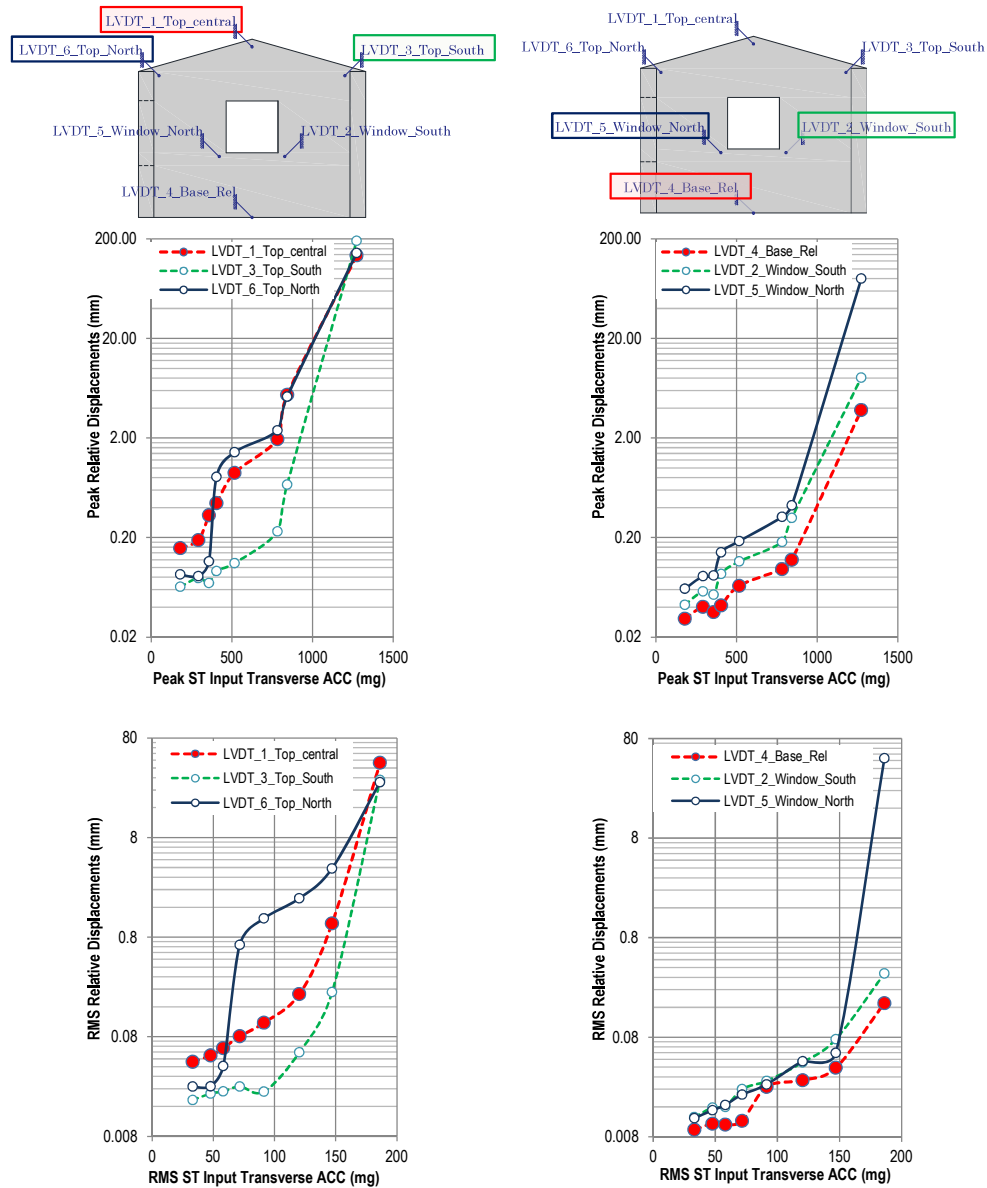 LVDT_1_Top_central
LVDT_6_Top_North
LVDT_3_Top_South
LVDT_5_Window_North
LVDT_2_Window_South
LVDT_4_Base_Rel
LVDT_1_Top_central
LVDT_6_Top_North
LVDT_3_Top_South
LVDT_5_Window_North
LVDT_2_Window_South
LVDT_4_Base_Rel
Peak Relative Displacements (mm)
200.00
20.00
2.00
0.20
0.02
LVDT_1_Top_central
LVDT_3_Top_South
LVDT_6_Top_North
0 500 1000 1500
Peak ST Input Transverse ACC (mg)
Peak Relative Displacements (mm)
200.00
20.00
2.00
0.20
0.02
LVDT_4_Base_Rel
LVDT_2_Window_South
LVDT_5_Window_North
0 500 1000 1500
Peak ST Input Transverse ACC (mg)
RMS Relative Displacements (mm)
80
8
0.8
0.08
0.008
LVDT_1_Top_central
LVDT_3_Top_South
LVDT_6_Top_North
0 50 100 150 200
RMS ST Input Transverse ACC (mg)
RMS Relative Displacements (mm)
80
8
0.8
0.08
0.008
LVDT_4_Base_Rel
LVDT_2_Window_South
LVDT_5_Window_North
0 50 100 150 200
RMS ST Input Transverse ACC (mg)